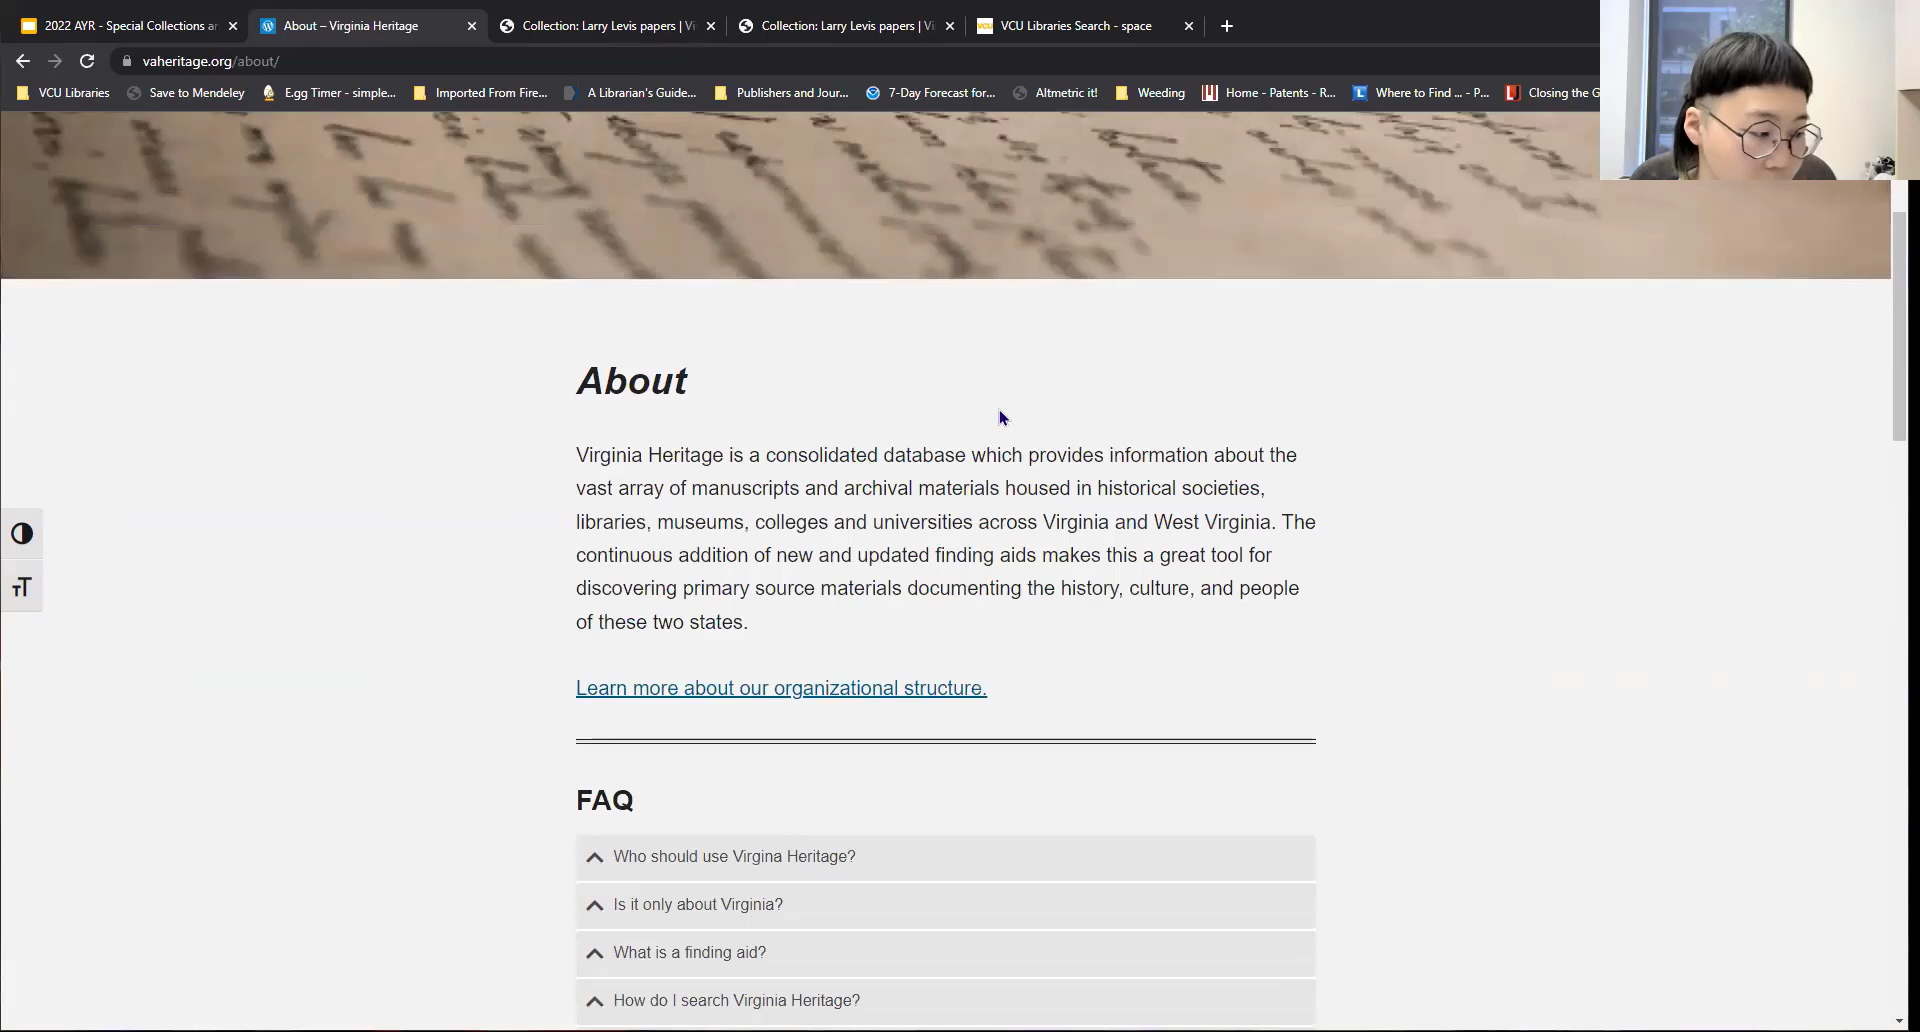 2022 AYR - Special Collections ar
About – Virginia Heritage
Collection: Larry Levis papers | Vi
Collection: Larry Levis papers | Vi
VCU Libraries Search - space
vaheritage.org/about/
VCU Libraries
Save to Mendeley
E.gg Timer - simple...
Imported From Fire...
A Librarian's Guide...
Publishers and Jour...
7-Day Forecast for...
Altmetric it!
Weeding
Home - Patents - R...
Where to Find ... - P...
Closing the G
About
Virginia Heritage is a consolidated database which provides information about the
vast array of manuscripts and archival materials housed in historical societies,
libraries, museums, colleges and universities across Virginia and West Virginia. The
continuous addition of new and updated finding aids makes this a great tool for
discovering primary source materials documenting the history, culture, and people
of these two states.
Learn more about our organizational structure.
FAQ
Who should use Virgina Heritage?
Is it only about Virginia?
What is a finding aid?
How do I search Virginia Heritage?